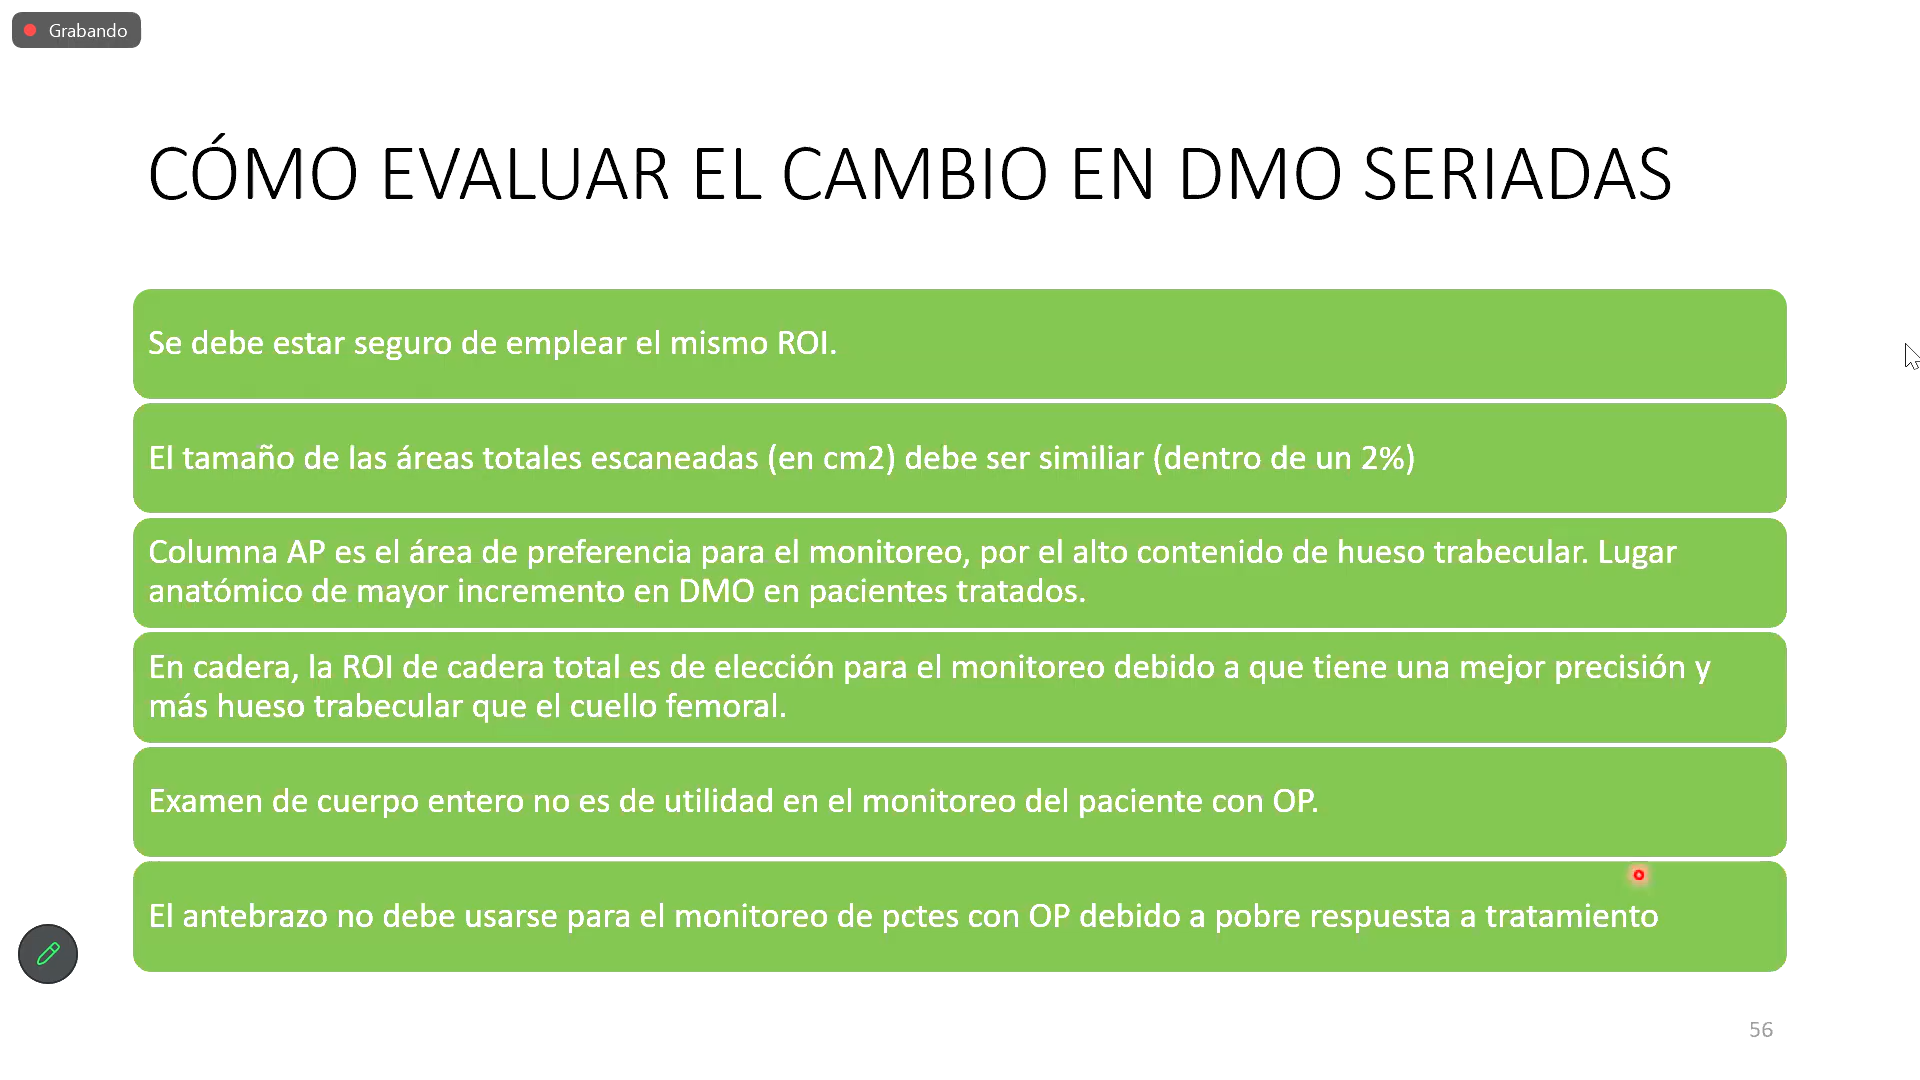 Grabando
CÓMO EVALUAR EL CAMBIO EN DMO SERIADAS
Se debe estar seguro de emplear el mismo ROI.
El tamaño de las áreas totales escaneadas (en cm2) debe ser similiar (dentro de un 2%)
Columna AP es el área de preferencia para el monitoreo, por el alto contenido de hueso trabecular. Lugar
anatómico de mayor incremento en DMO en pacientes tratados.
En cadera, la ROI de cadera total es de elección para el monitoreo debido a que tiene una mejor precisión y
más hueso trabecular que el cuello femoral.
Examen de cuerpo entero no es de utilidad en el monitoreo del paciente con OP.
El antebrazo no debe usarse para el monitoreo de pctes con OP debido a pobre respuesta a tratamiento
56